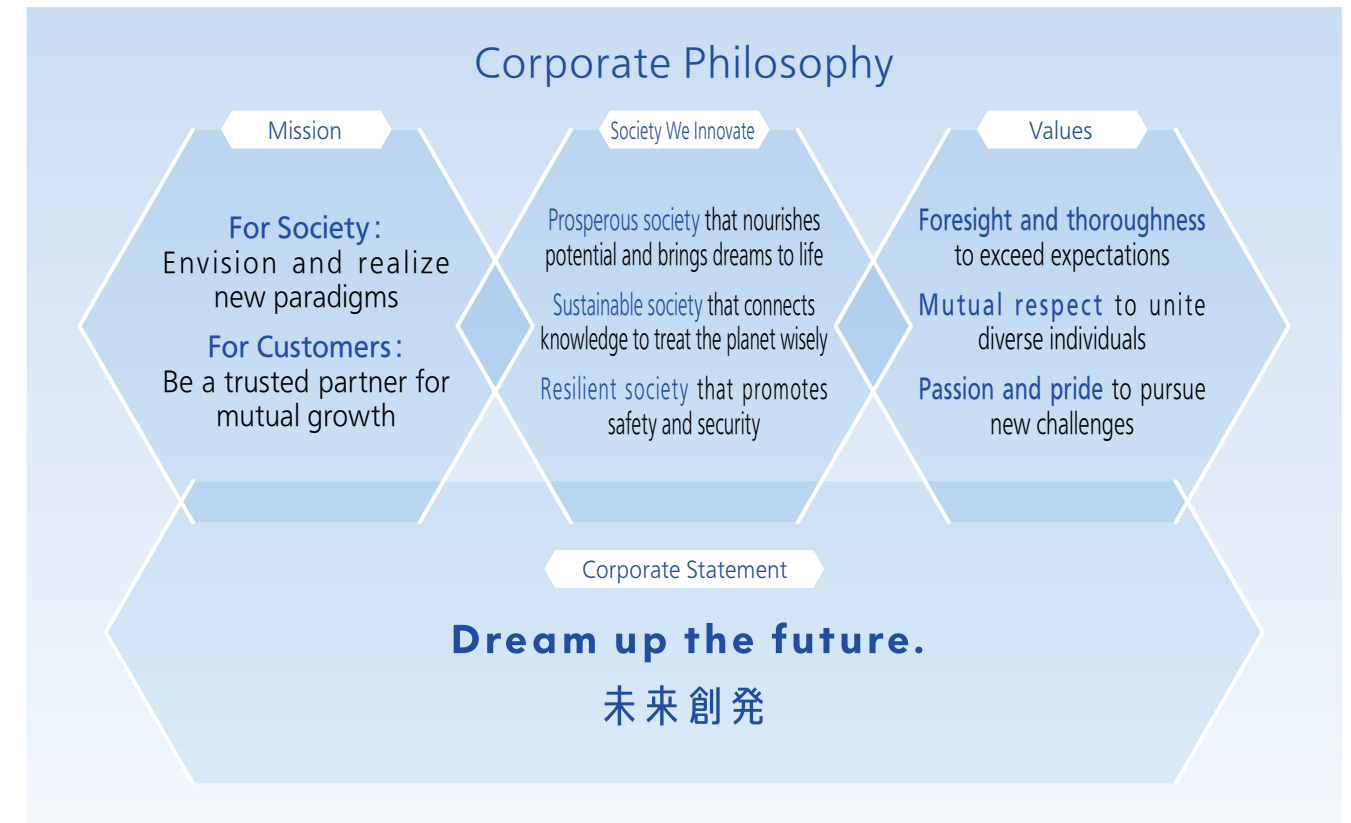 Corporate Philosophy
Mission
For Society:
Envision and realize
new paradigms
For Customers:
Be a trusted partner for
mutual growth
Society We Innovate
Prosperous society that nourishes
potential and brings dreams to life
Sustainable society that connects
knowledge to treat the planet wisely
Resilient society that promotes
safety and security
Values
Foresight and thoroughness
to exceed expectations
Mutual respect to unite
diverse individuals
Passion and pride to pursue
new challenges
Corporate Statement
Dream up the future.
未来創発